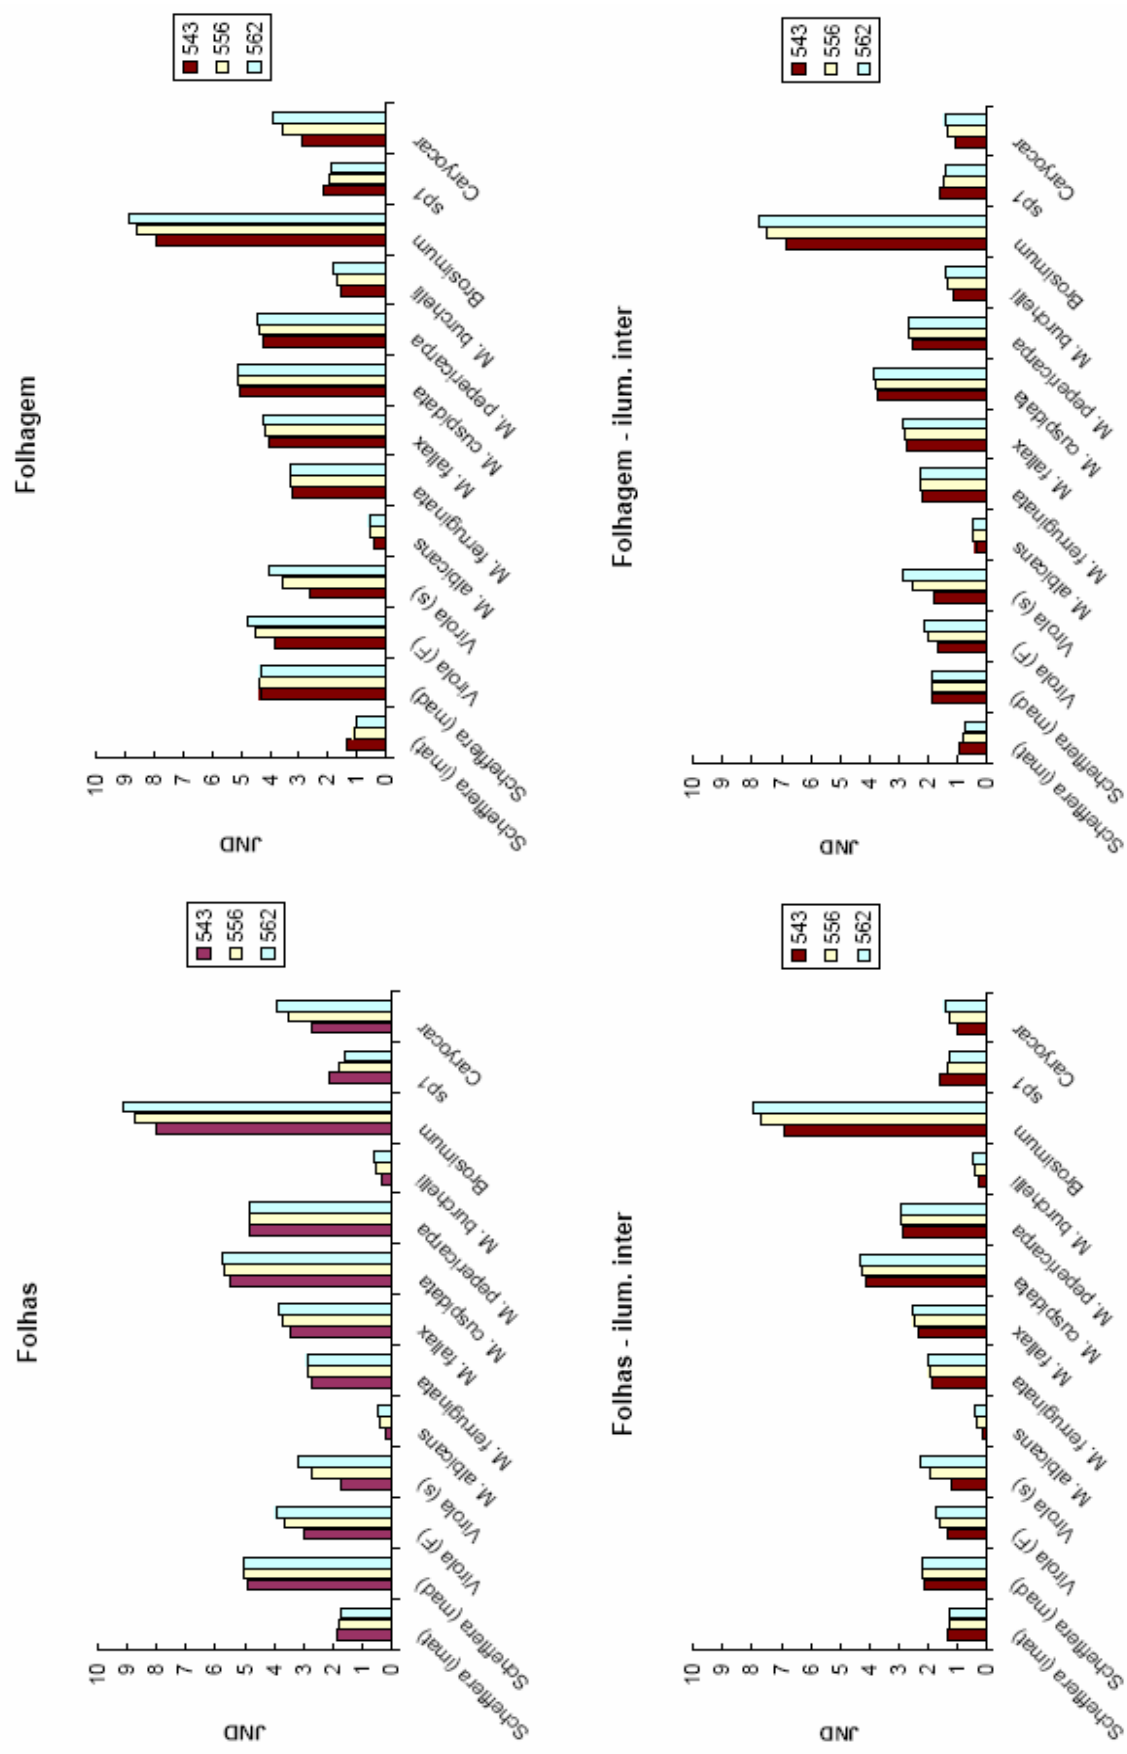 Folhas
JND
10
9
8
7
6
5
4
3
2
1
0
Schefflera (imat)
Schefflera (mad)
Virola (F)
Virola (s)
M. albicans
M. ferruginata
M. fallax
M. cuspidata
M. pepericarpa
M. burchelli
Brosimum
sp1
Caryocar
543
556
562
Folhagem
JND
10
9
8
7
6
5
4
3
2
1
0
Schefflera (imat)
Schefflera (mad)
Virola (F)
Virola (s)
M. albicans
M. ferruginata
M. fallax
M. cuspidata
M. pepericarpa
M. burchelli
Brosimum
sp1
Caryocar
543
556
562
Folhas - ilum. inter
JND
10
9
8
7
6
5
4
3
2
1
0
Schefflera (imat)
Schefflera (mad)
Virola (F)
Virola (s)
M. albicans
M. ferruginata
M. fallax
M. cuspidata
M. pepericarpa
M. burchelli
Brosimum
sp1
Caryocar
543
556
562
Folhagem - ilum. inter
JND
10
9
8
7
6
5
4
3
2
1
0
Schefflera (imat)
Schefflera (mad)
Virola (F)
Virola (s)
M. albicans
M. ferruginata
M. fallax
M. cuspidata
M. pepericarpa
M. burchelli
Brosimum
sp1
Caryocar
543
556
562